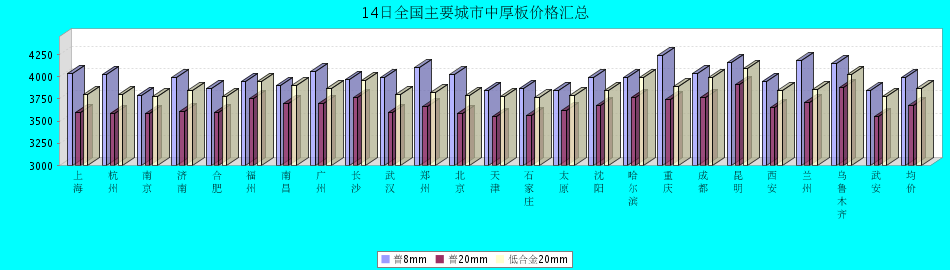 14日全国主要城市中厚板价格汇总
4250
4000
3750
3500
3250
3000
上海 杭州 南京 济南 合肥 福州 南昌 广州 长沙 武汉 郑州 北京 天津 石家庄 太原 沈阳 哈尔滨 重庆 成都 昆明 西安 兰州 乌鲁木齐 武安 均价
普8mm 普20mm 低合金20mm